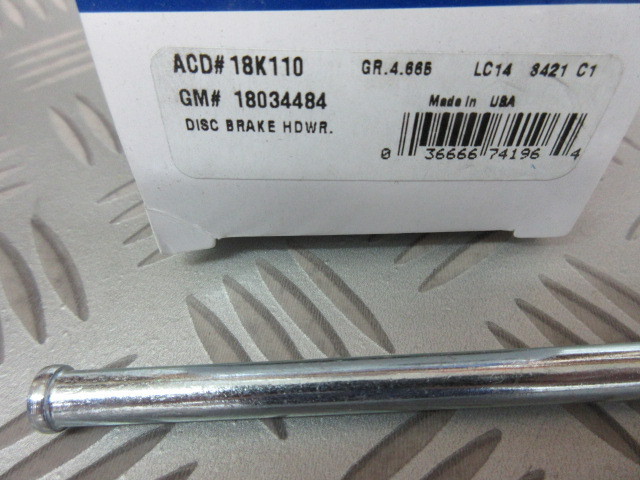 ACD# 18K110 GR.4.665 LC14 8421 C1
GM# 18034484 Made in USA
DISC BRAKE HDWR.
0 36666 74196 4